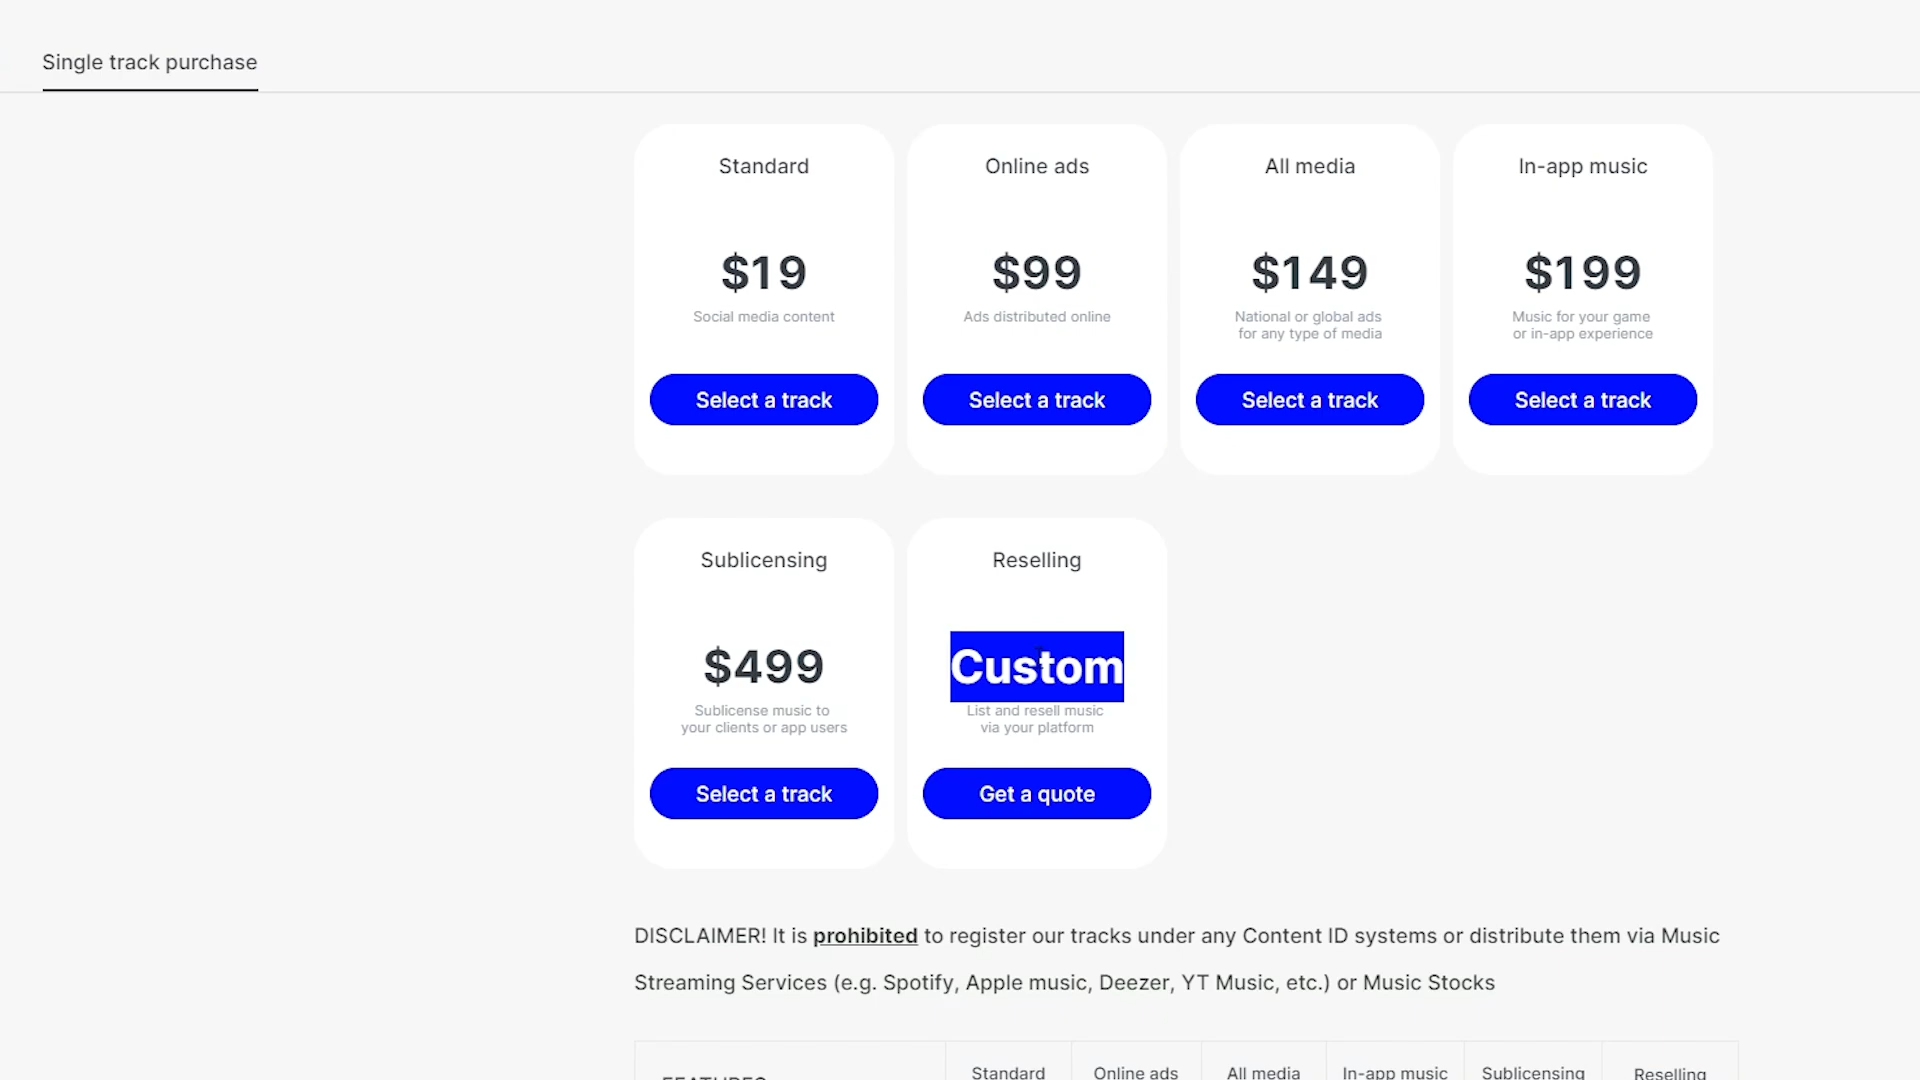 Single track purchase
Standard
$19
Social media content
Select a track
Online ads
$99
Ads distributed online
Select a track
All media
$149
National or global ads
for any type of media
Select a track
In-app music
$199
Music for your game
or in-app experience
Select a track
Sublicensing
$499
Sublicense music to
your clients or app users
Select a track
Reselling
Custom
List and resell music
via your platform
Get a quote
DISCLAIMER! It is prohibited to register our tracks under any Content ID systems or distribute them via Music
Streaming Services (e.g. Spotify, Apple music, Deezer, YT Music, etc.) or Music Stocks
FEATURES
Standard
Online ads
All media
In-app music
Sublicensing
Reselling